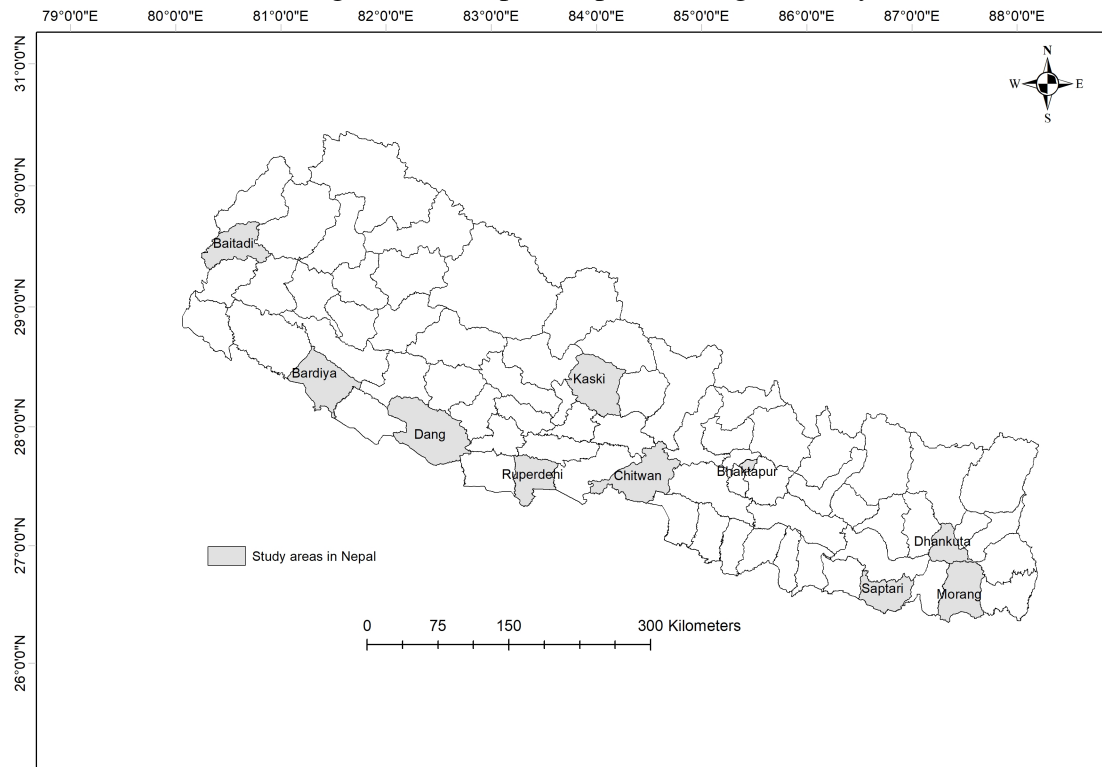 79°0'0"E 80°0'0"E 81°0'0"E 82°0'0"E 83°0'0"E 84°0'0"E 85°0'0"E 86°0'0"E 87°0'0"E 88°0'0"E
31°0'0"N
N
W E
S
30°0'0"N
Baitadi
29°0'0"N
Bardiya
Kaski
28°0'0"N
Dang
Ruperdehi
Chitwan
Bhaktapur
27°0'0"N
Dhankuta
Study areas in Nepal
Saptari
Morang
0 75 150 300 Kilometers
26°0'0"N